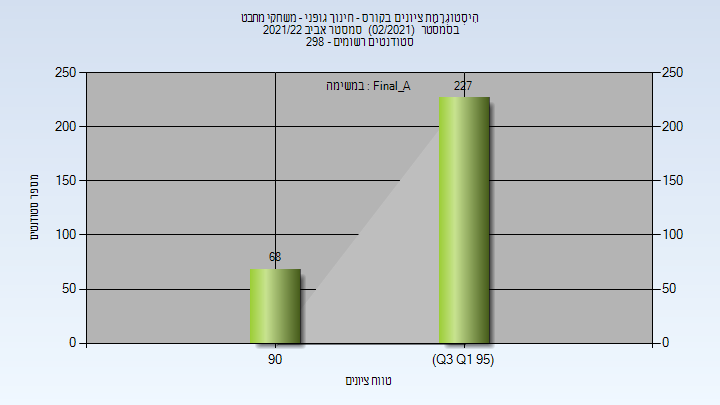 הִיסְטוֹגְרָמַת ציונים בקורס - חינוך גופני - משחקי מחבט
בסמסטר (02/2021) סמסטר אביב 2021/22
סטודנטים רשומים - 298
במשימה : Final_A
250
200
150
100
50
0
מספר סטודנטים
68
227
250
200
150
100
50
0
90
(Q3 Q1 95)
טווח ציונים